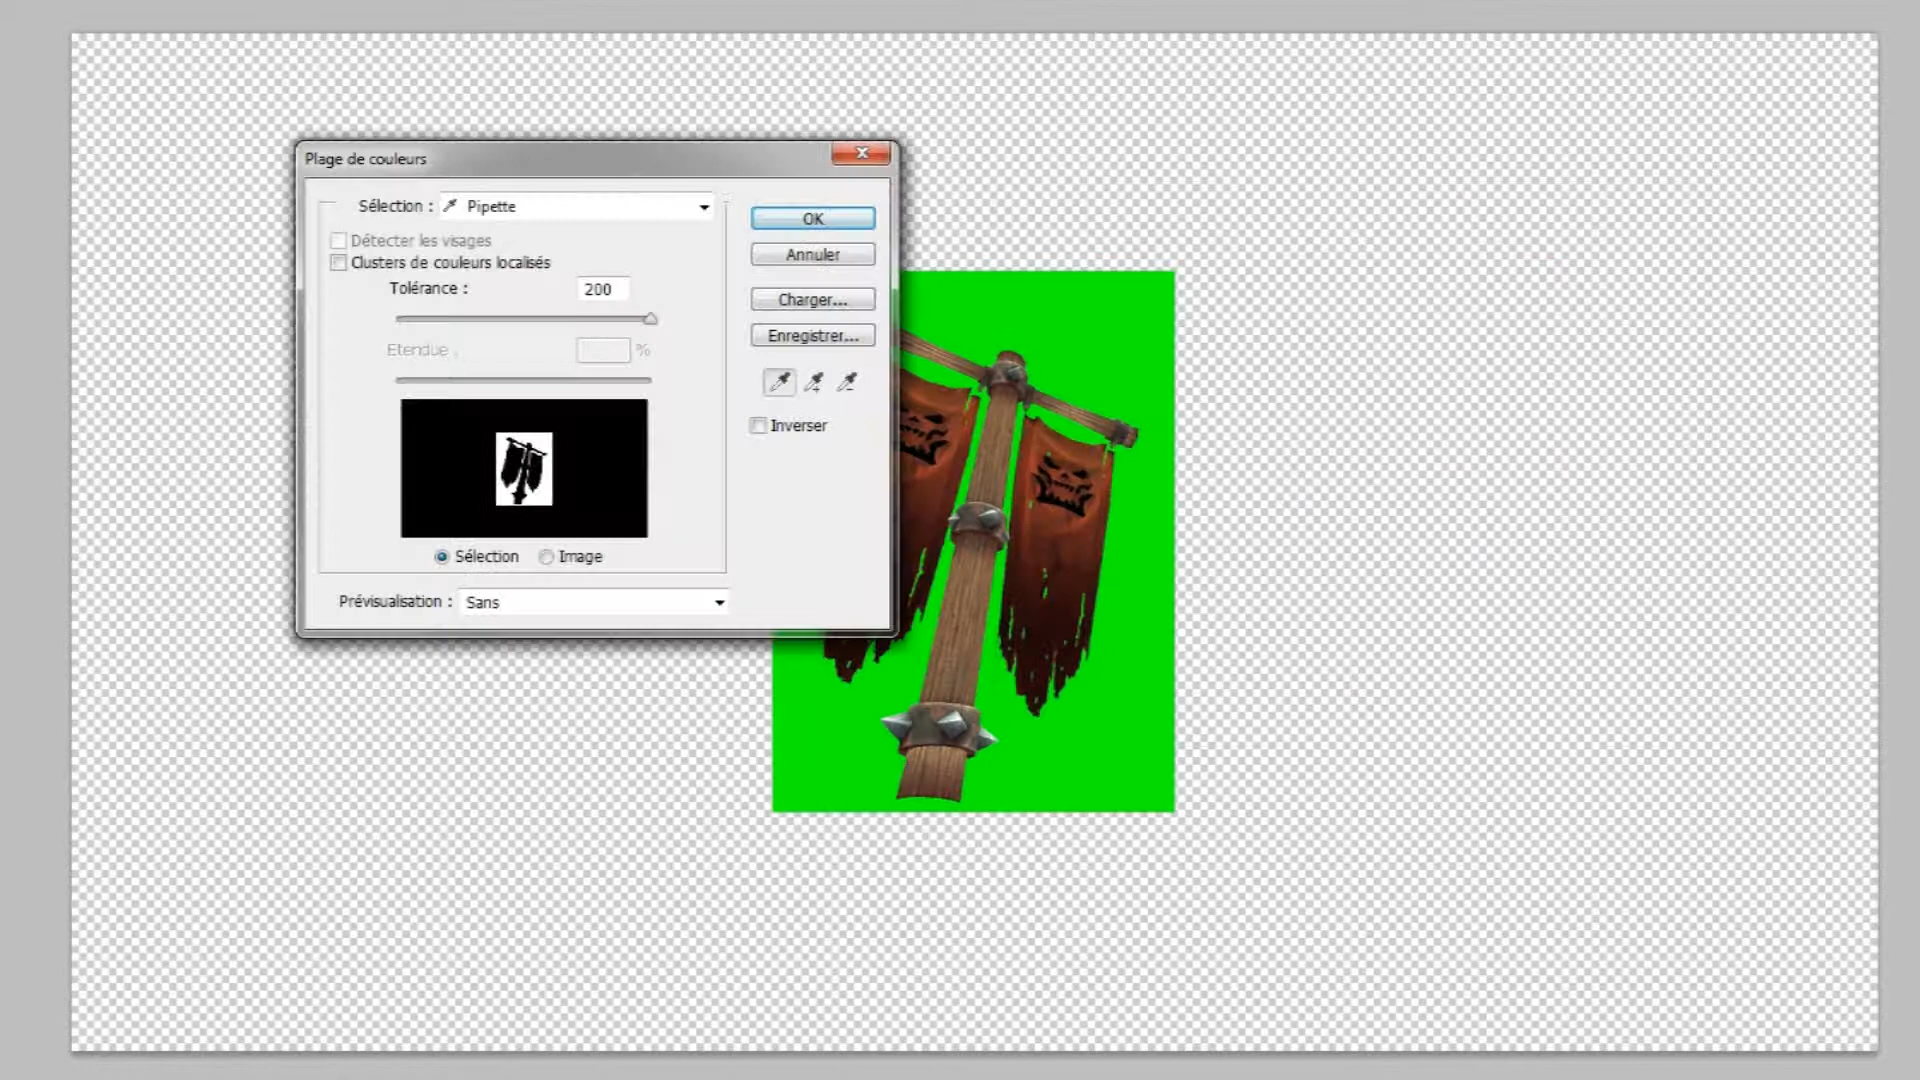 Plage de couleurs
Sélection : Pipette
OK
Détecter les visages
Annuler
Clusters de couleurs localisés
Tolérance : 200
Charger...
Enregistrer...
Etendue : %
Inverser
Sélection Image
Prévisualisation : Sans